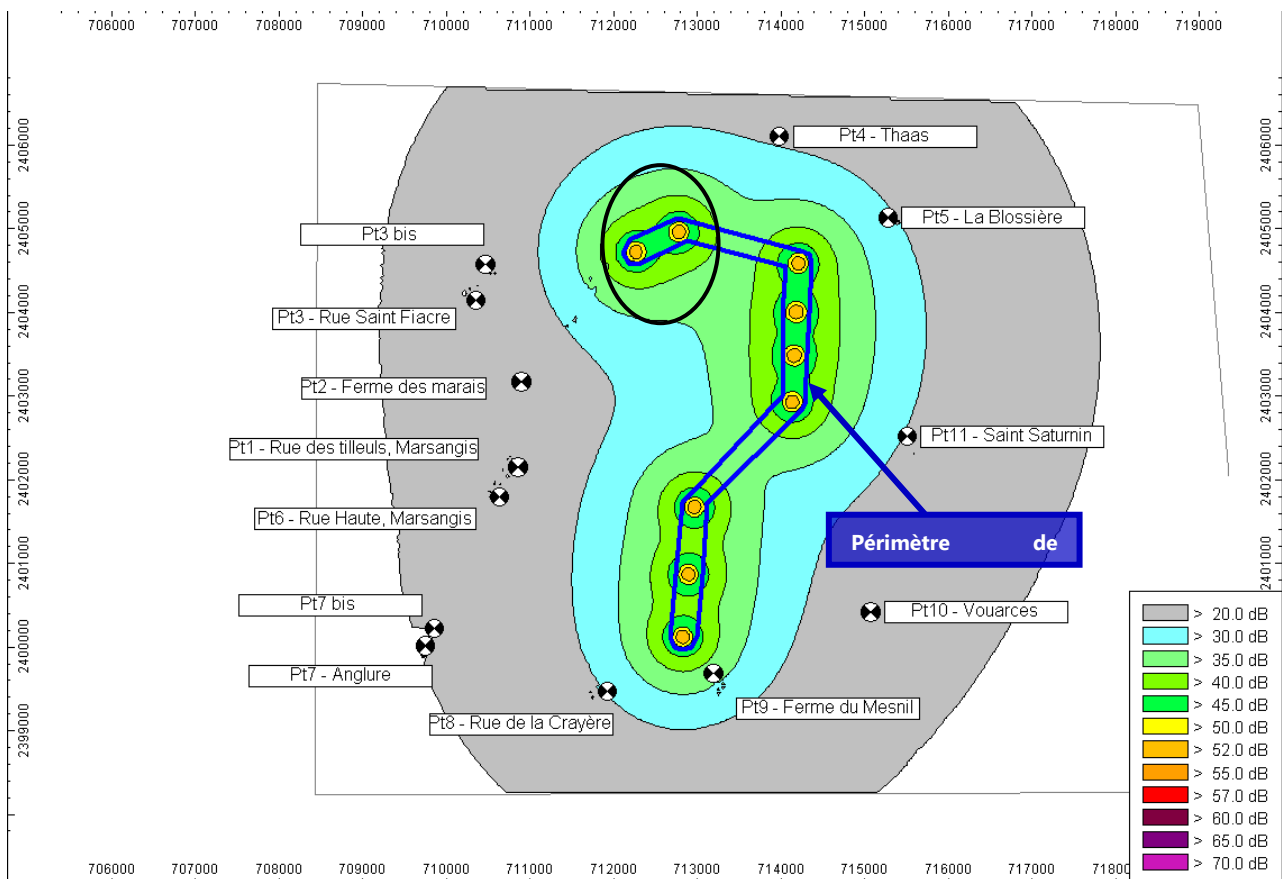 706000 707000 708000 709000 710000 711000 712000 713000 714000 715000 716000 717000 718000 719000
2406000
2405000
2404000
2403000
2402000
2401000
2400000
2399000
2406000
2405000
2404000
2403000
2402000
2401000
Pt4 - Thaas
Pt5 - La Blossière
Pt3 bis
Pt3 - Rue Saint Fiacre
Pt2 - Ferme des marais
Pt1 - Rue des tilleuls, Marsangis
Pt11 - Saint Saturnin
Pt6 - Rue Haute, Marsangis
Périmètre de
Pt7 bis
Pt10 - Vouarces
Pt7 - Anglure
Pt8 - Rue de la Crayère
Pt9 - Ferme du Mesnil
> 20.0 dB
> 30.0 dB
> 35.0 dB
> 40.0 dB
> 45.0 dB
> 50.0 dB
> 52.0 dB
> 55.0 dB
> 57.0 dB
> 60.0 dB
> 65.0 dB
> 70.0 dB
706000 707000 708000 709000 710000 711000 712000 713000 714000 715000 716000 717000